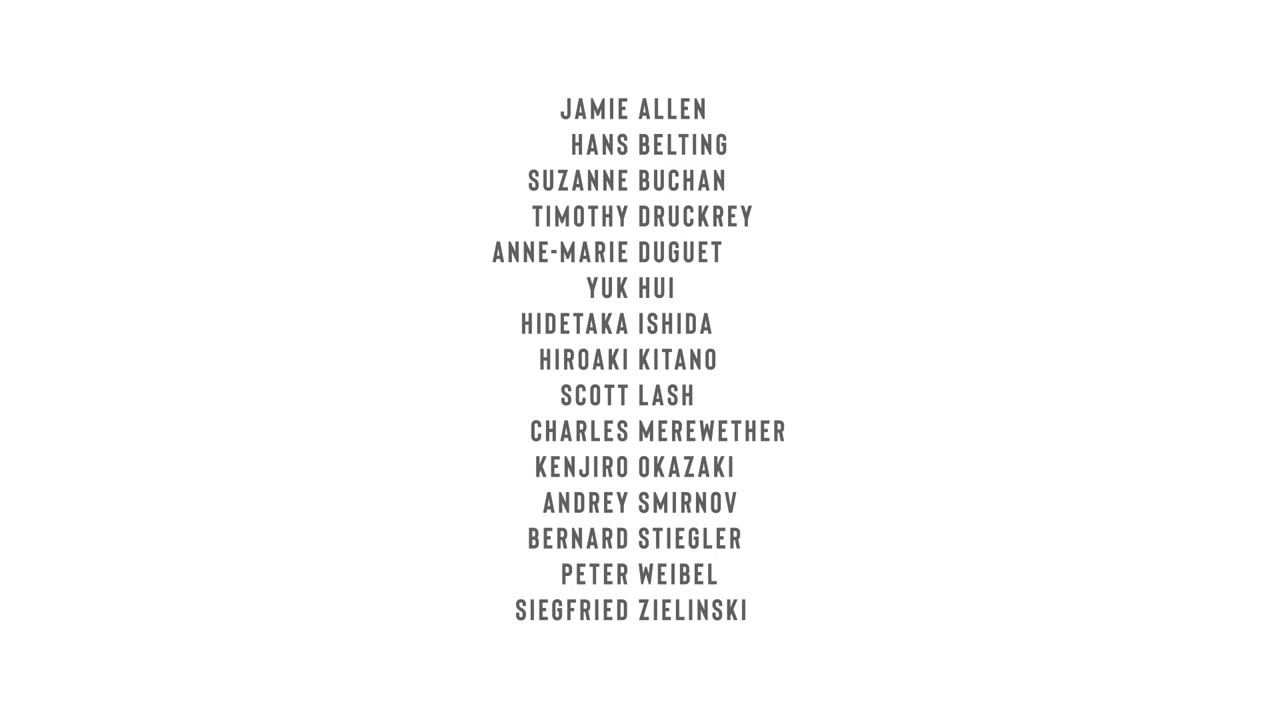 JAMIE ALLEN
HANS BELTING
SUZANNE BUCHAN
TIMOTHY DRUCKREY
ANNE-MARIE DUGUET
YUK HUI
HIDETAKA ISHIDA
HIROAKI KITANO
SCOTT LASH
CHARLES MEREWETHER
KENJIRO OKAZAKI
ANDREY SMIRNOV
BERNARD STIEGLER
PETER WEIBEL
SIEGFRIED ZIELINSKI